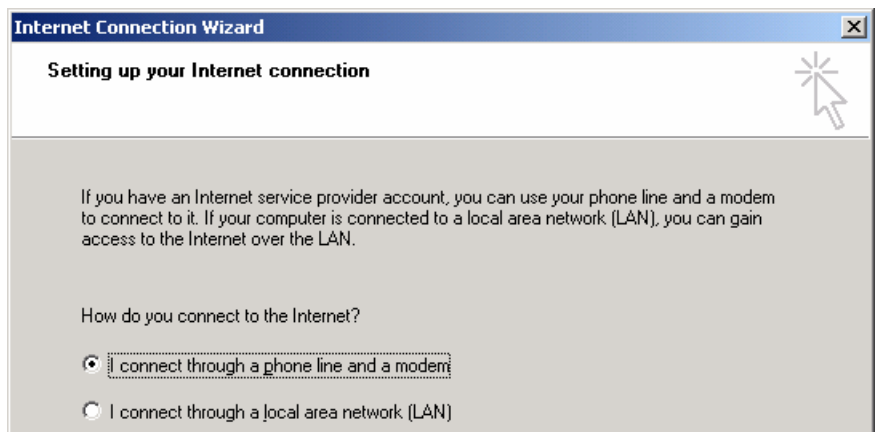 Internet Connection Wizard
Setting up your Internet connection
If you have an Internet service provider account, you can use your phone line and a modem
to connect to it. If your computer is connected to a local area network (LAN), you can gain
access to the Internet over the LAN.
How do you connect to the Internet?
I connect through a phone line and a modem
I connect through a local area network (LAN)